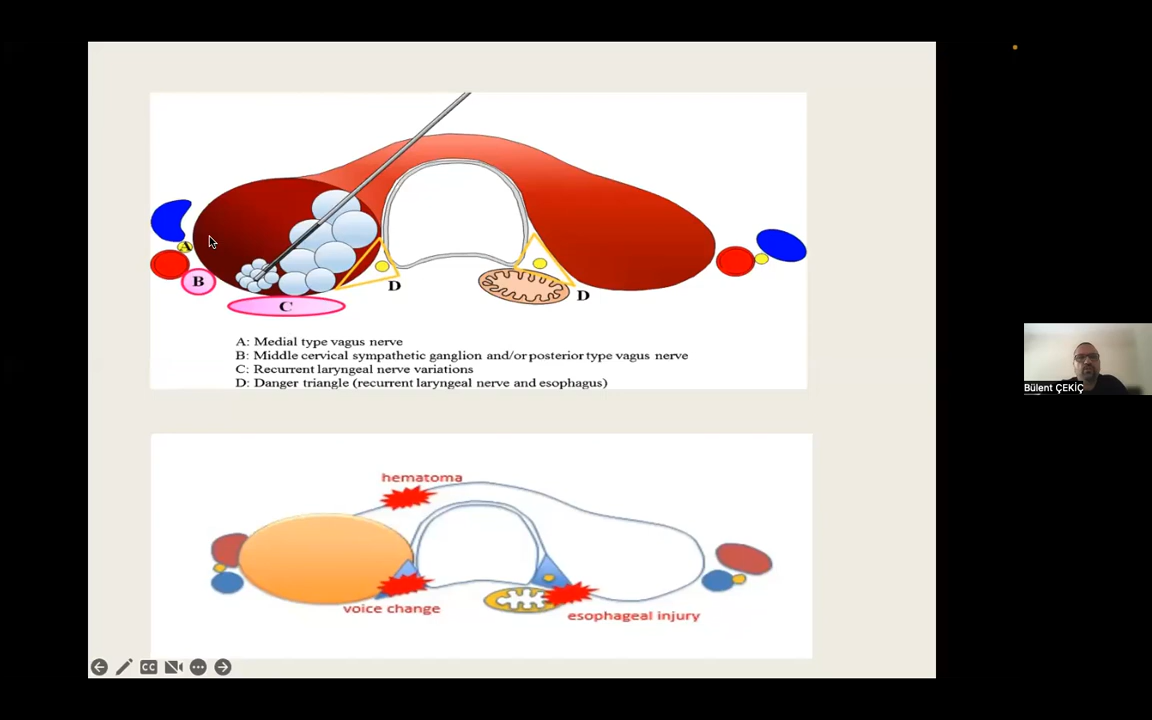 A
B
C
D
D
A: Medial type vagus nerve
B: Middle cervical sympathetic ganglion and/or posterior type vagus nerve
C: Recurrent laryngeal nerve variations
D: Danger triangle (recurrent laryngeal nerve and esophagus)
Bülent ÇEKİÇ
hematoma
voice change
esophageal injury
CC